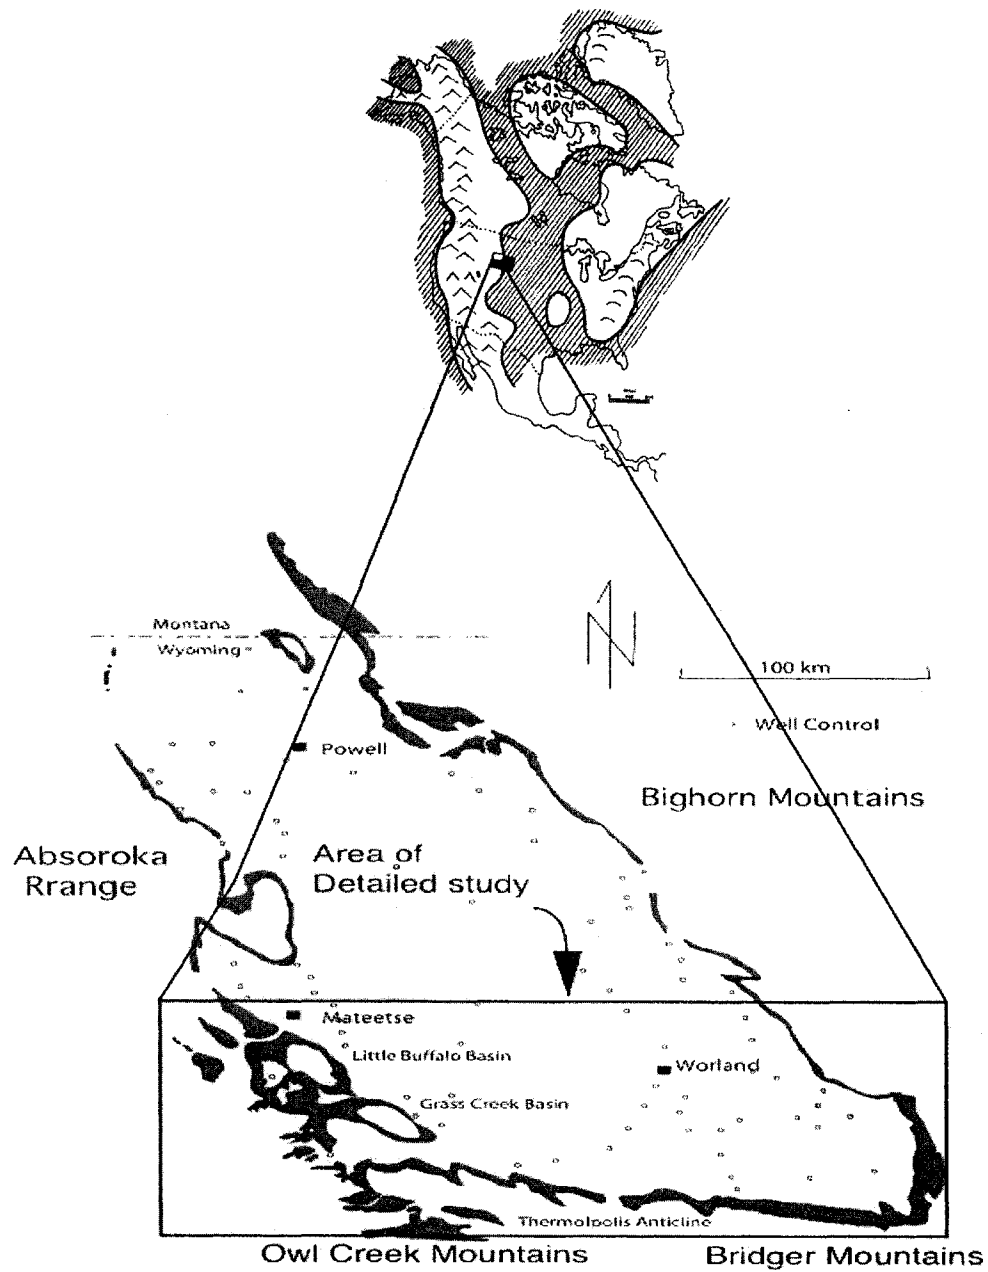 Montana
Wyoming
100 km
Well Control
Powell
Bighorn Mountains
Absoroka
Rrange
Area of
Detailed study
Mateetse
Little Buffalo Basin
Worland
Grass Creek Basin
Thermolpolis Anticline
Owl Creek Mountains
Bridger Mountains